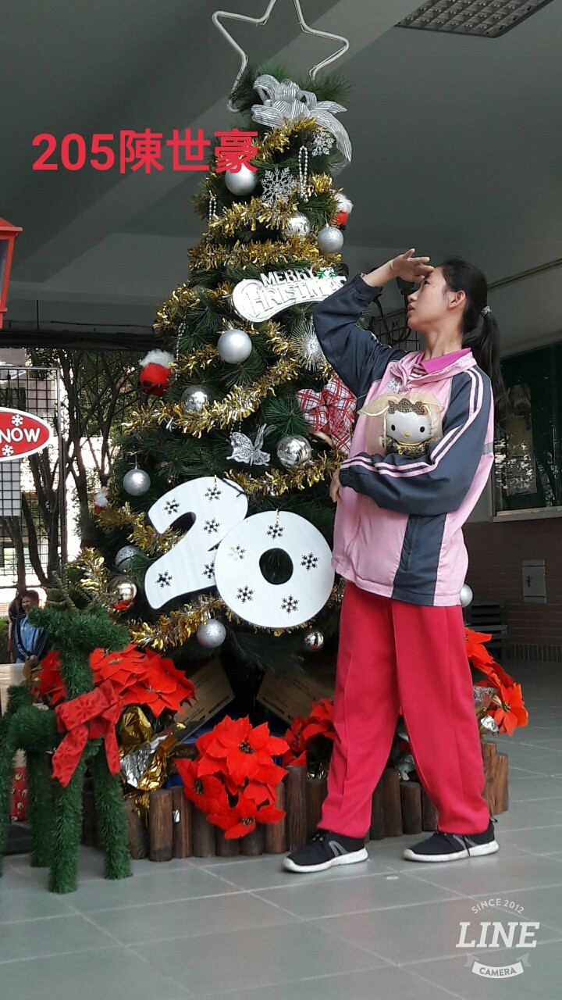 205陳世豪
MERRY
CHRISTMAS
NOW
20
SINCE 2012
LINE
CAMERA